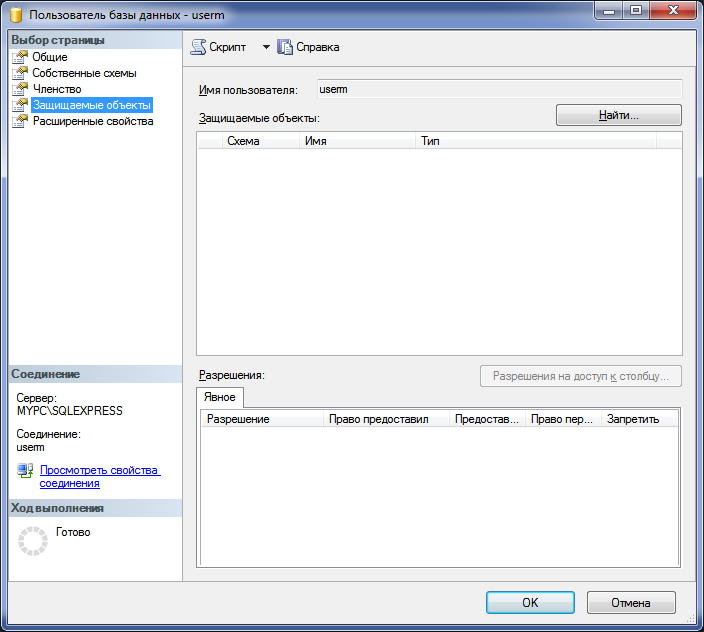 Пользователь базы данных - userm
Выбор страницы
Общие
Собственные схемы
Членство
Защищаемые объекты
Расширенные свойства
Соединение
Сервер:
MYPC\SQLEXPRESS
Соединение:
userm
Просмотреть свойства
соединения
Ход выполнения
Готово
Скрипт
Справка
Имя пользователя: userm
Защищаемые объекты: Найти...
Схема Имя Тип
Разрешения: Разрешения на доступ к столбцу...
Явное
Разрешение Право предоставил Предостав... Право пер... Запретить
OK Отмена